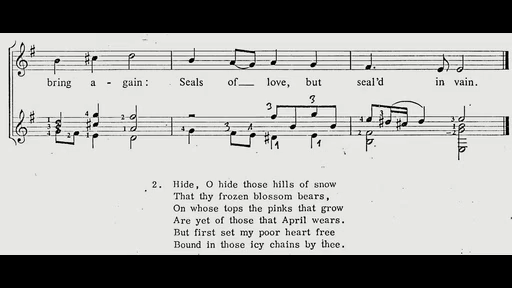 bring a - gain: Seals of__ love, but seal'd in vain.
2. Hide, O hide those hills of snow
That thy frozen blossom bears,
On whose tops the pinks that grow
Are yet of those that April wears.
But first set my poor heart free
Bound in those icy chains by thee.